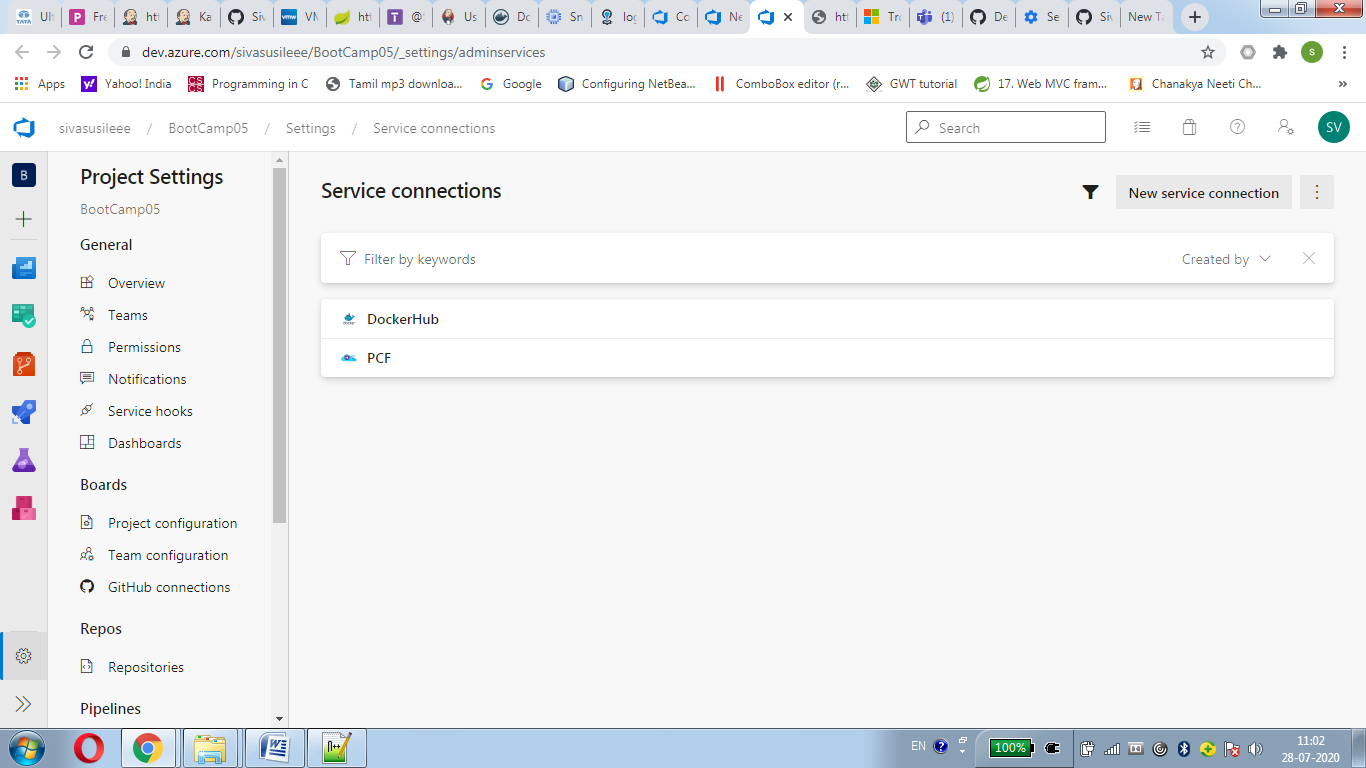 Ult Fre htt Ka Siv VM htt @S Us Do Sn log Co Ne htt Tro (1) De Se Siv New Ta
dev.azure.com/sivasusileee/BootCamp05/_settings/adminservices
s
Apps Yahoo! India Programming in C Tamil mp3 downloa... Google Configuring NetBea... ComboBox editor (r... GWT tutorial 17. Web MVC fram... Chanakya Neeti Ch... »
sivasusileee / BootCamp05 / Settings / Service connections
Search
SV
B
Project Settings
BootCamp05
General
Overview
Teams
Permissions
Notifications
Service hooks
Dashboards
Boards
Project configuration
Team configuration
GitHub connections
Repos
Repositories
Pipelines
Service connections
New service connection
Filter by keywords
Created by
DockerHub
PCF
EN
100%
11:02
28-07-2020